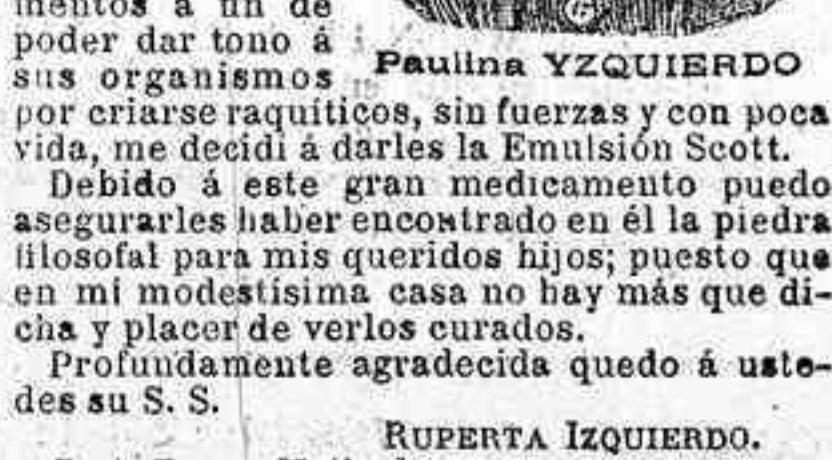 mentos á un de
poder dar tono á
sus organismos
Paulina YZQUIERDO
por criarse raquíticos, sin fuerzas y con poca
vida, me decidí á darles la Emulsión Scott.
Debido á este gran medicamento puedo
asegurarles haber encontrado en él la piedra
filosofal para mis queridos hijos; puesto que
en mi modestísima casa no hay más que di-
cha y placer de verlos curados.
Profundamente agradecida quedo á uste-
des su S. S.
RUPERTA IZQUIERDO.